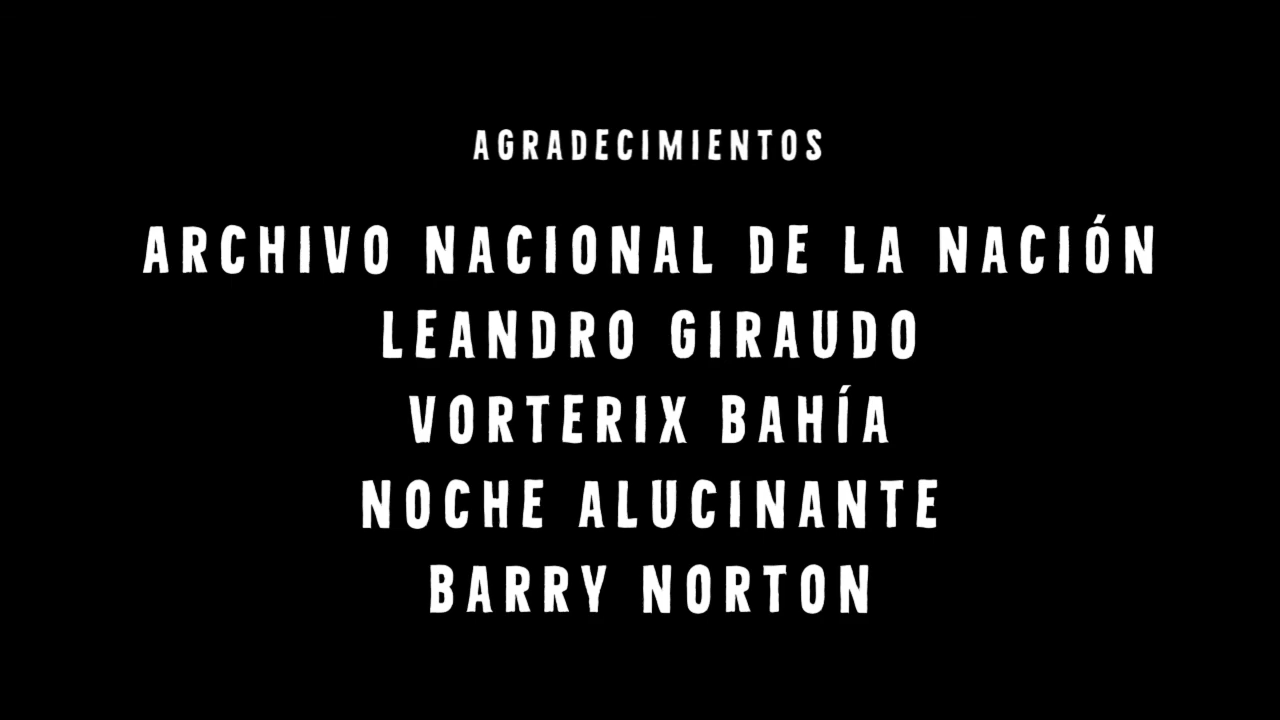 AGRADECIMIENTOS
ARCHIVO NACIONAL DE LA NACIÓN
LEANDRO GIRAUDO
VORTERIX BAHÍA
NOCHE ALUCINANTE
BARRY NORTON